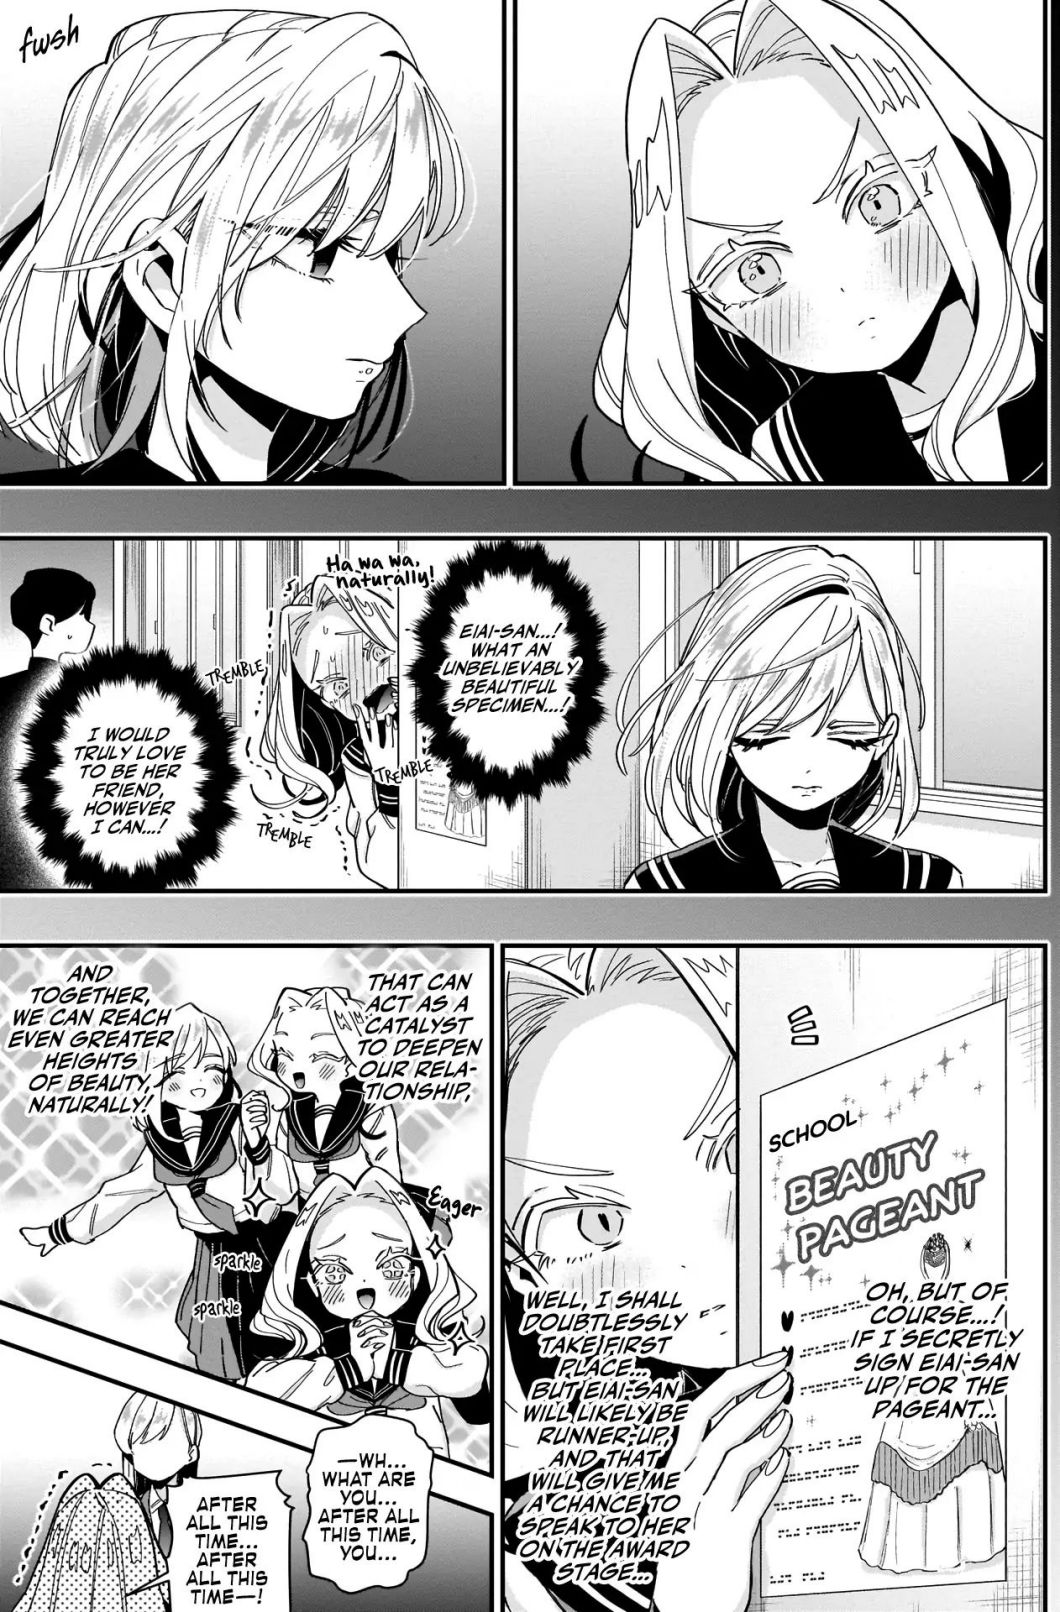 fwsh
EIAI-SAN...!
WHAT AN
UNBELIEVABLY
BEAUTIFUL
SPECIMEN...!
Ha wa wa,
naturally!
TREMBLE
TREMBLE
TREMBLE
I WOULD
TRULY LOVE
TO BE HER
FRIEND,
HOWEVER
I CAN...!
SCHOOL
BEAUTY
PAGEANT
OH, BUT OF
COURSE...!
IF I SECRETLY
SIGN EIAI-SAN
UP FOR THE
PAGEANT...
WELL, I SHALL
DOUBTLESSLY
TAKE FIRST
PLACE...
BUT EIAI-SAN
WILL LIKELY BE
RUNNER-UP,
AND THAT
WILL GIVE ME
A CHANCE TO
SPEAK TO HER
ON THE AWARD
STAGE...
THAT CAN
ACT AS A
CATALYST
TO DEEPEN
OUR RELA-
TIONSHIP,
AND
TOGETHER,
WE CAN REACH
EVEN GREATER
HEIGHTS
OF BEAUTY,
NATURALLY!
Eager
sparkle
sparkle
—WH...
WHAT ARE
YOU...
AFTER ALL
THIS TIME,
YOU...
AFTER
ALL THIS
TIME...
AFTER
ALL THIS
TIME—!